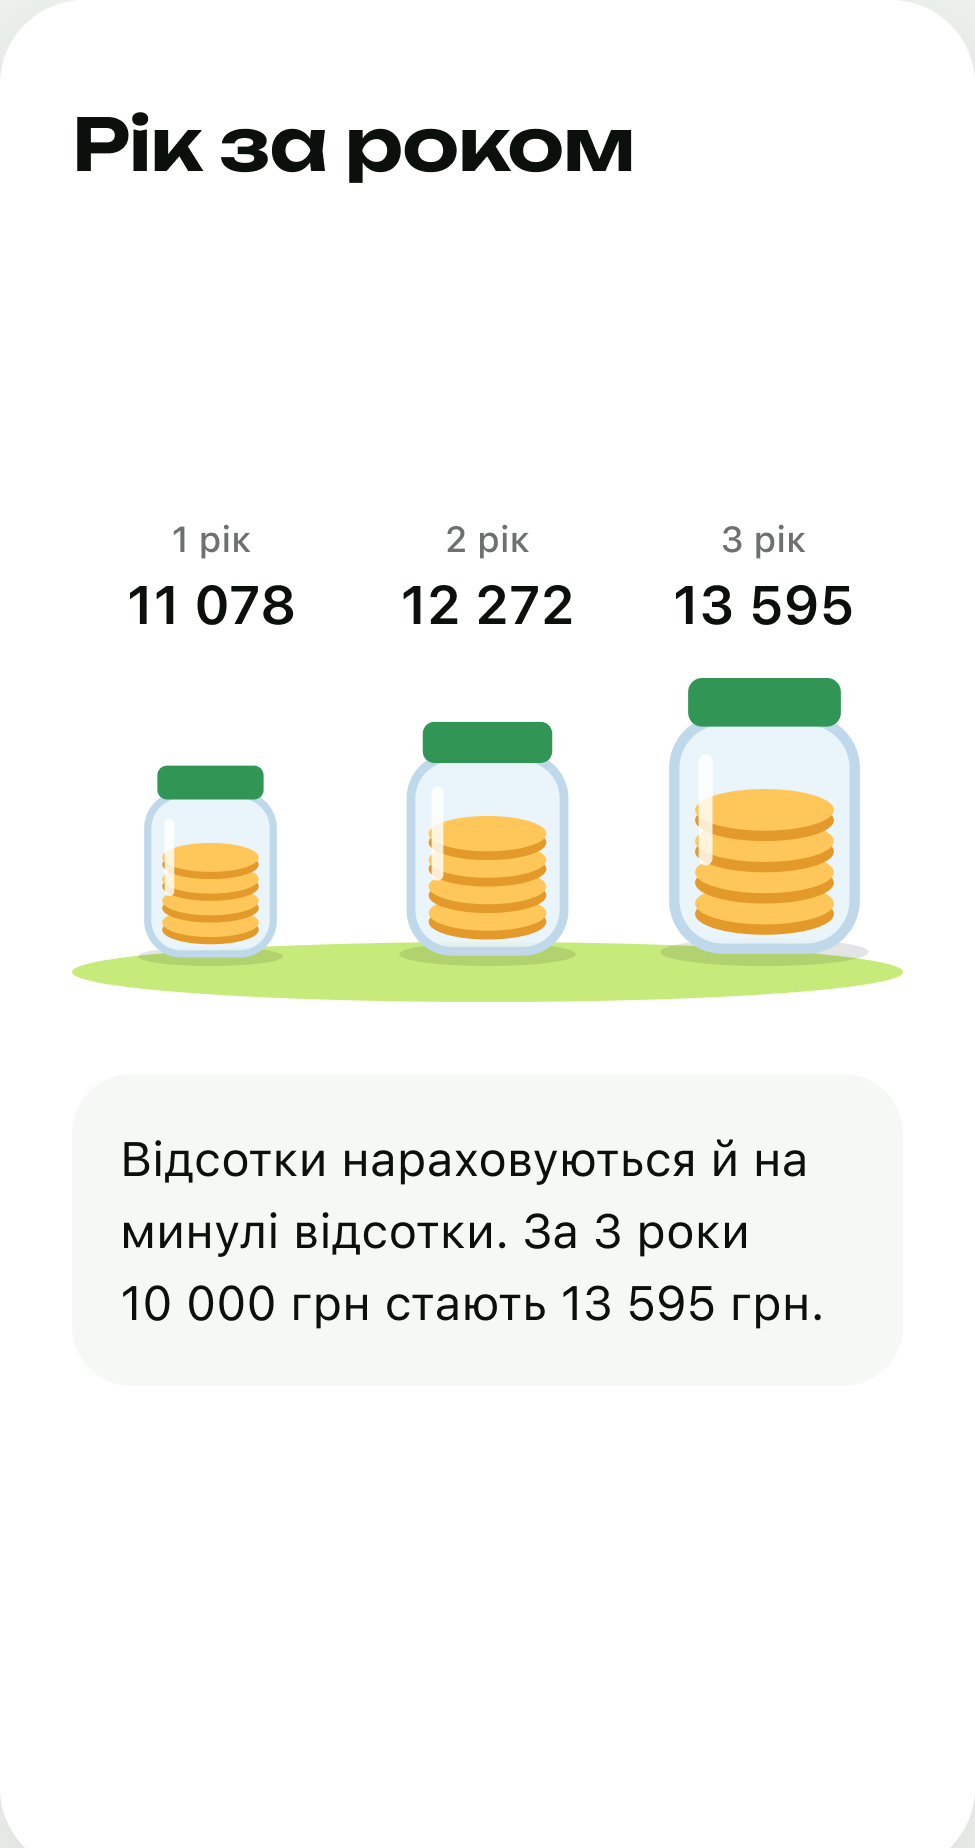 Рік за роком
1 рік
11 078
2 рік
12 272
3 рік
13 595
Відсотки нараховуються й на
минулі відсотки. За 3 роки
10 000 грн стають 13 595 грн.